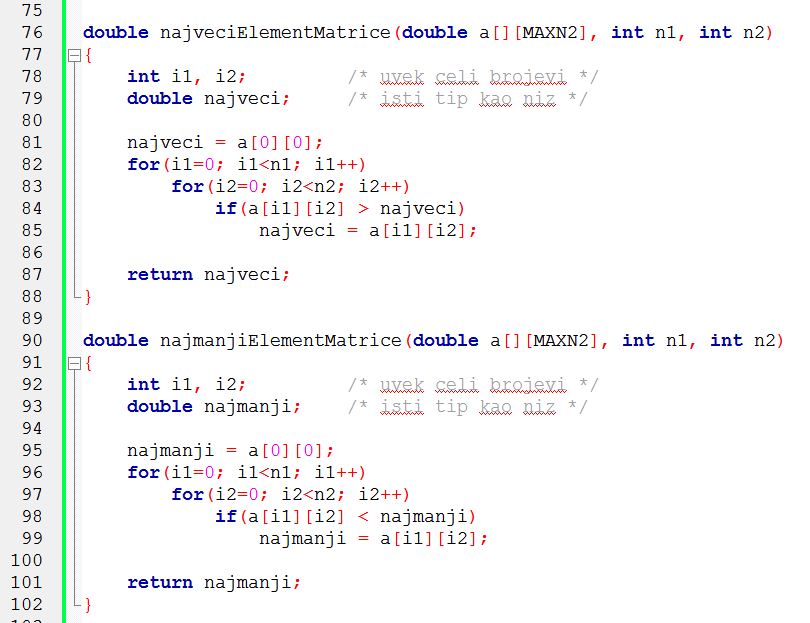 75
76 double najveciElementMatrice(double a[][MAXN2], int n1, int n2)
77 {
78     int i1, i2;         /* uvek celi brojevi */
79     double najveci;     /* isti tip kao niz */
80
81     najveci = a[0][0];
82     for(i1=0; i1<n1; i1++)
83         for(i2=0; i2<n2; i2++)
84             if(a[i1][i2] > najveci)
85                 najveci = a[i1][i2];
86
87     return najveci;
88 }
89
90 double najmanjiElementMatrice(double a[][MAXN2], int n1, int n2)
91 {
92     int i1, i2;         /* uvek celi brojevi */
93     double najmanji;    /* isti tip kao niz */
94
95     najmanji = a[0][0];
96     for(i1=0; i1<n1; i1++)
97         for(i2=0; i2<n2; i2++)
98             if(a[i1][i2] < najmanji)
99                 najmanji = a[i1][i2];
100
101     return najmanji;
102 }